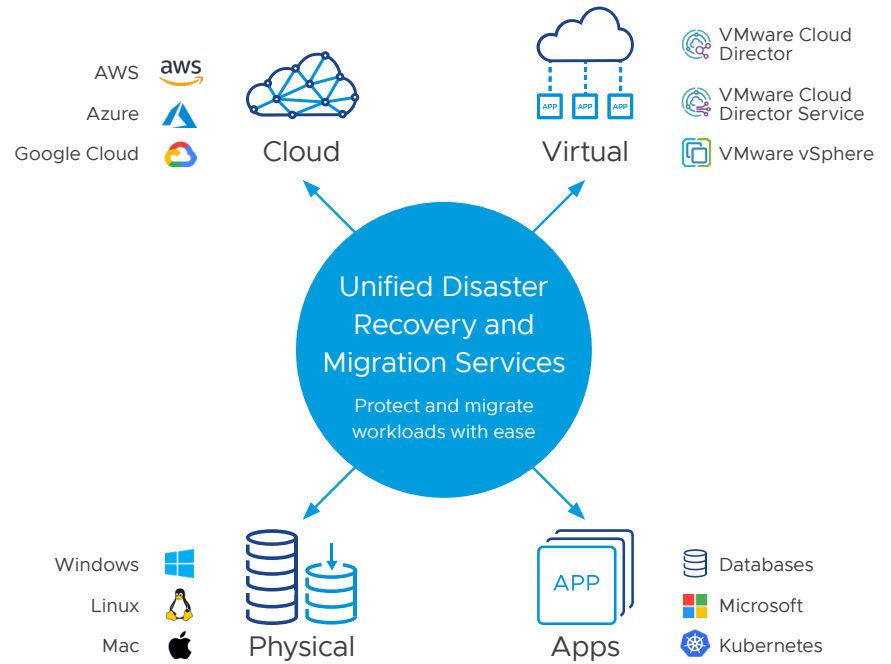 AWS
aws
Azure
Google Cloud
Cloud
APP
APP
APP
Virtual
VMware Cloud
Director
VMware Cloud
Director Service
VMware vSphere
Unified Disaster
Recovery and
Migration Services
Protect and migrate
workloads with ease
Windows
Linux
Mac
Physical
APP
Apps
Databases
Microsoft
Kubernetes